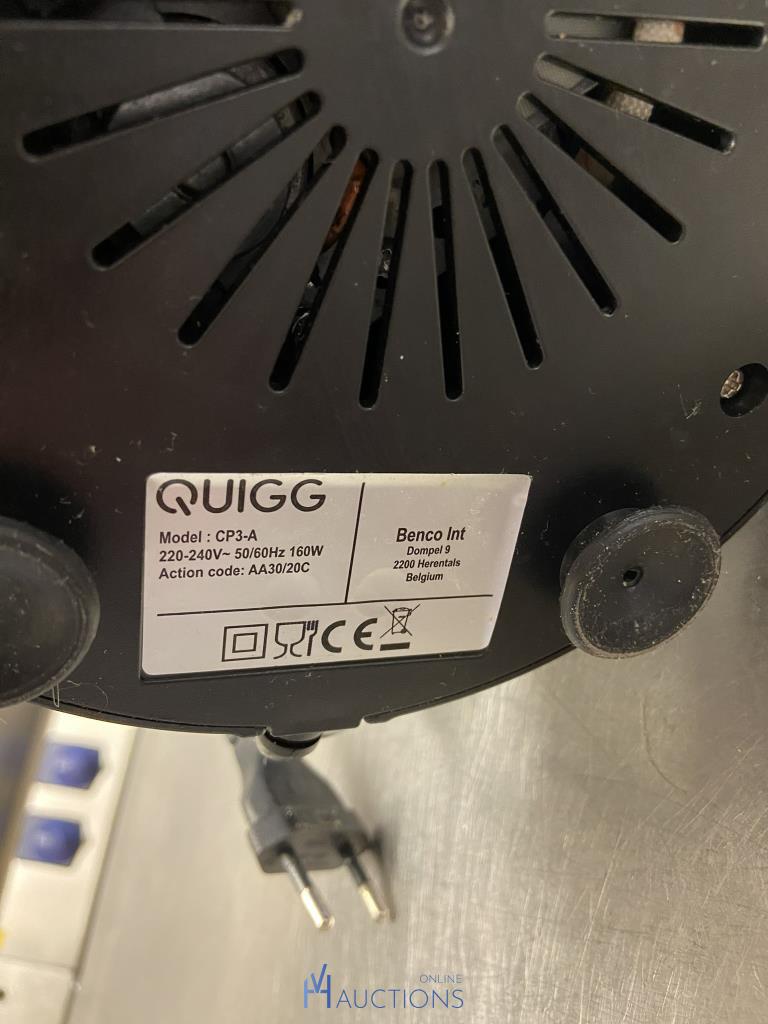 QUIGG
Model : CP3-A
220-240V~ 50/60Hz 160W
Action code: AA30/20C
Benco Int
Dompel 9
2200 Herentals
Belgium
CE
ONLINE
VH AUCTIONS